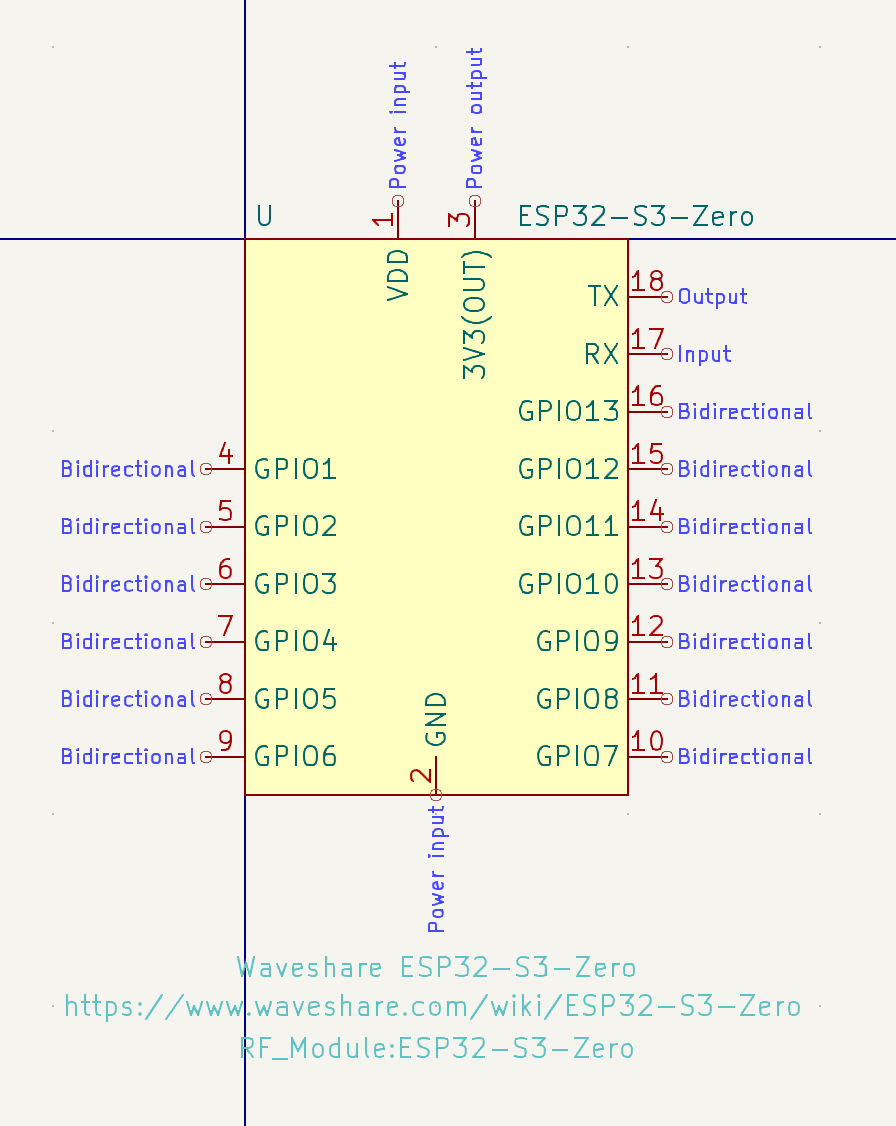 Power input
Power output
U
ESP32-S3-Zero
1
3
VDD
3V3(OUT)
TX 18 Output
RX 17 Input
GPIO13 16 Bidirectional
Bidirectional 4 GPIO1 GPIO12 15 Bidirectional
Bidirectional 5 GPIO2 GPIO11 14 Bidirectional
Bidirectional 6 GPIO3 GPIO10 13 Bidirectional
Bidirectional 7 GPIO4 GPIO9 12 Bidirectional
Bidirectional 8 GPIO5 GPIO8 11 Bidirectional
Bidirectional 9 GPIO6 GPIO7 10 Bidirectional
GND
2
Power input
Waveshare ESP32-S3-Zero
https://www.waveshare.com/wiki/ESP32-S3-Zero
RF_Module:ESP32-S3-Zero